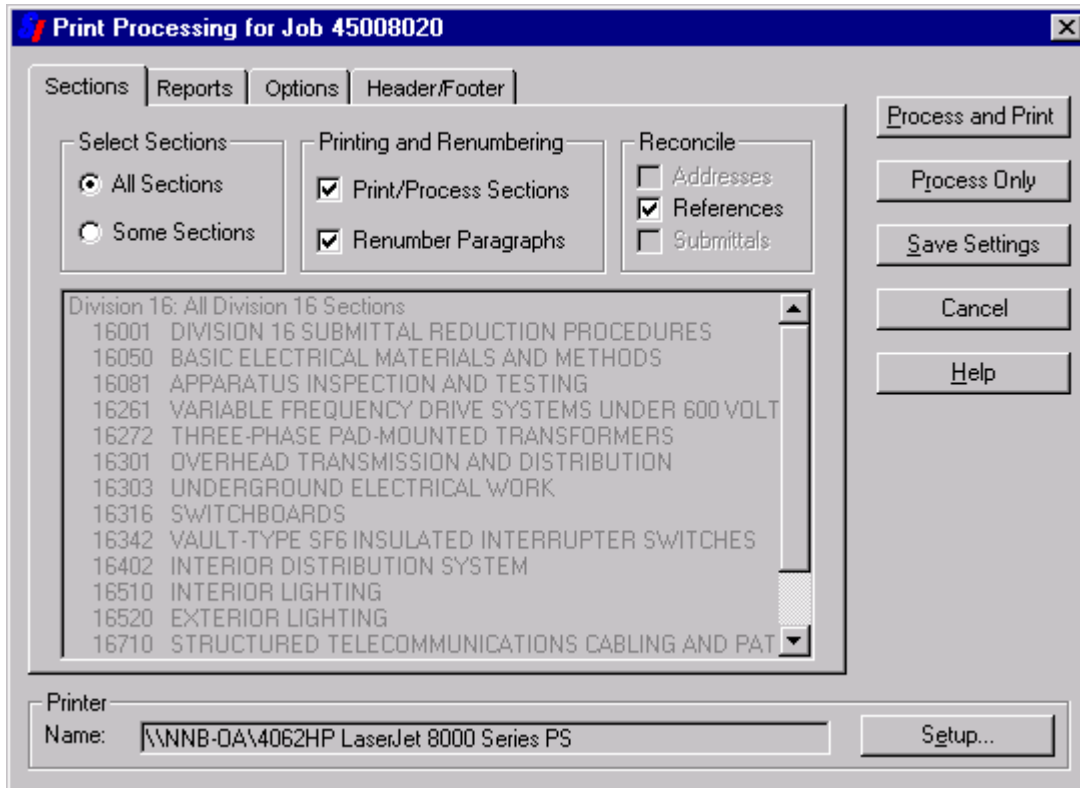 Print Processing for Job 45008020
Sections Reports Options Header/Footer
Select Sections
All Sections
Some Sections
Printing and Renumbering
Print/Process Sections
Renumber Paragraphs
Reconcile
Addresses
References
Submittals
Process and Print
Process Only
Save Settings
Cancel
Help
Division 16: All Division 16 Sections
16001 DIVISION 16 SUBMITTAL REDUCTION PROCEDURES
16050 BASIC ELECTRICAL MATERIALS AND METHODS
16081 APPARATUS INSPECTION AND TESTING
16261 VARIABLE FREQUENCY DRIVE SYSTEMS UNDER 600 VOLT
16272 THREE-PHASE PAD-MOUNTED TRANSFORMERS
16301 OVERHEAD TRANSMISSION AND DISTRIBUTION
16303 UNDERGROUND ELECTRICAL WORK
16316 SWITCHBOARDS
16342 VAULT-TYPE SF6 INSULATED INTERRUPTER SWITCHES
16402 INTERIOR DISTRIBUTION SYSTEM
16510 INTERIOR LIGHTING
16520 EXTERIOR LIGHTING
16710 STRUCTURED TELECOMMUNICATIONS CABLING AND PAT
Printer
Name: \\NNB-OA\4062HP LaserJet 8000 Series PS
Setup...